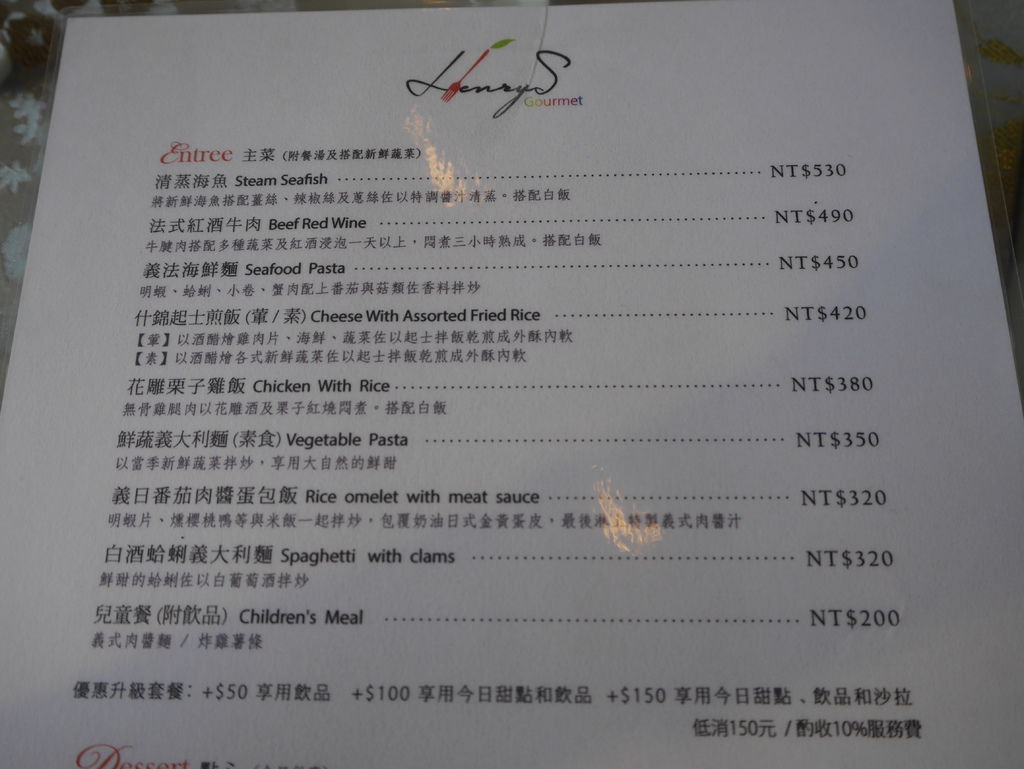 HenryS
Gourmet
Entree 主菜 (附餐湯及搭配新鮮蔬菜)
清蒸海魚 Steam Seafish NT$530
將新鮮海魚搭配薑絲、辣椒絲及蔥絲佐以特調醬汁清蒸。搭配白飯
法式紅酒牛肉 Beef Red Wine NT$490
牛腱肉搭配多種蔬菜及紅酒浸泡一天以上，悶煮三小時熟成。搭配白飯
義法海鮮麵 Seafood Pasta NT$450
明蝦、蛤蜊、小卷、蟹肉配上番茄與菇類佐香料拌炒
什錦起士煎飯 (葷 / 素) Cheese With Assorted Fried Rice NT$420
【葷】以酒醋燴雞肉片、海鮮、蔬菜佐以起士拌飯乾煎成外酥內軟
【素】以酒醋燴各式新鮮蔬菜佐以起士拌飯乾煎成外酥內軟
花雕栗子雞飯 Chicken With Rice NT$380
無骨雞腿肉以花雕酒及栗子紅燒悶煮。搭配白飯
鮮蔬義大利麵 (素食) Vegetable Pasta NT$350
以當季新鮮蔬菜拌炒，享用大自然的鮮甜
義日番茄肉醬蛋包飯 Rice omelet with meat sauce NT$320
明蝦片、燻櫻桃鴨等與米飯一起拌炒，包覆奶油日式金黃蛋皮，最後淋上特製義式肉醬汁
白酒蛤蜊義大利麵 Spaghetti with clams NT$320
鮮甜的蛤蜊佐以白葡萄酒拌炒
兒童餐 (附飲品) Children's Meal NT$200
義式肉醬麵 / 炸雞薯條
優惠升級套餐: +$50 享用飲品 +$100 享用今日甜點和飲品 +$150 享用今日甜點、飲品和沙拉
低消150元 / 酌收10%服務費
Dessert 點心